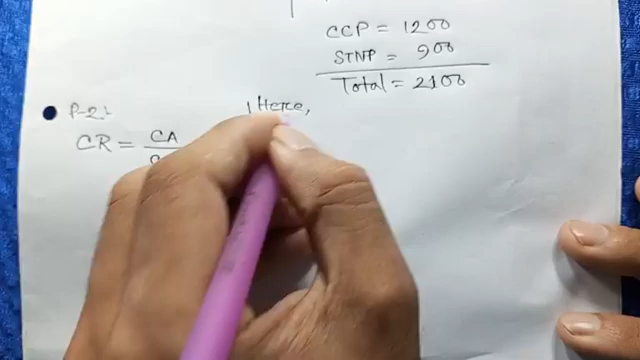 CCP = 1200
STNP = 900
Total = 2100
P-2:
Here,
CR = CA